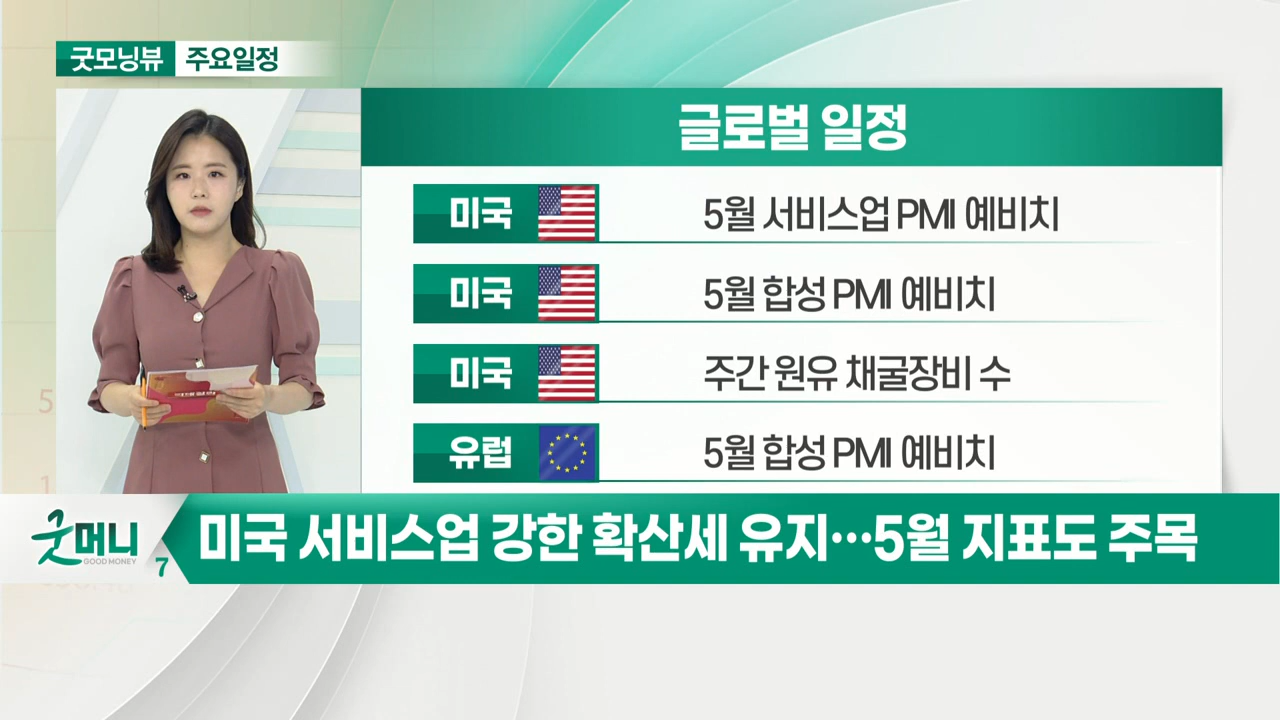 굿모닝뷰 주요일정
글로벌 일정
미국 5월 서비스업 PMI 예비치
미국 5월 합성 PMI 예비치
미국 주간 원유 채굴장비 수
유럽 5월 합성 PMI 예비치
5
1
굿머니
GOOD MONEY
7
미국 서비스업 강한 확산세 유지…5월 지표도 주목